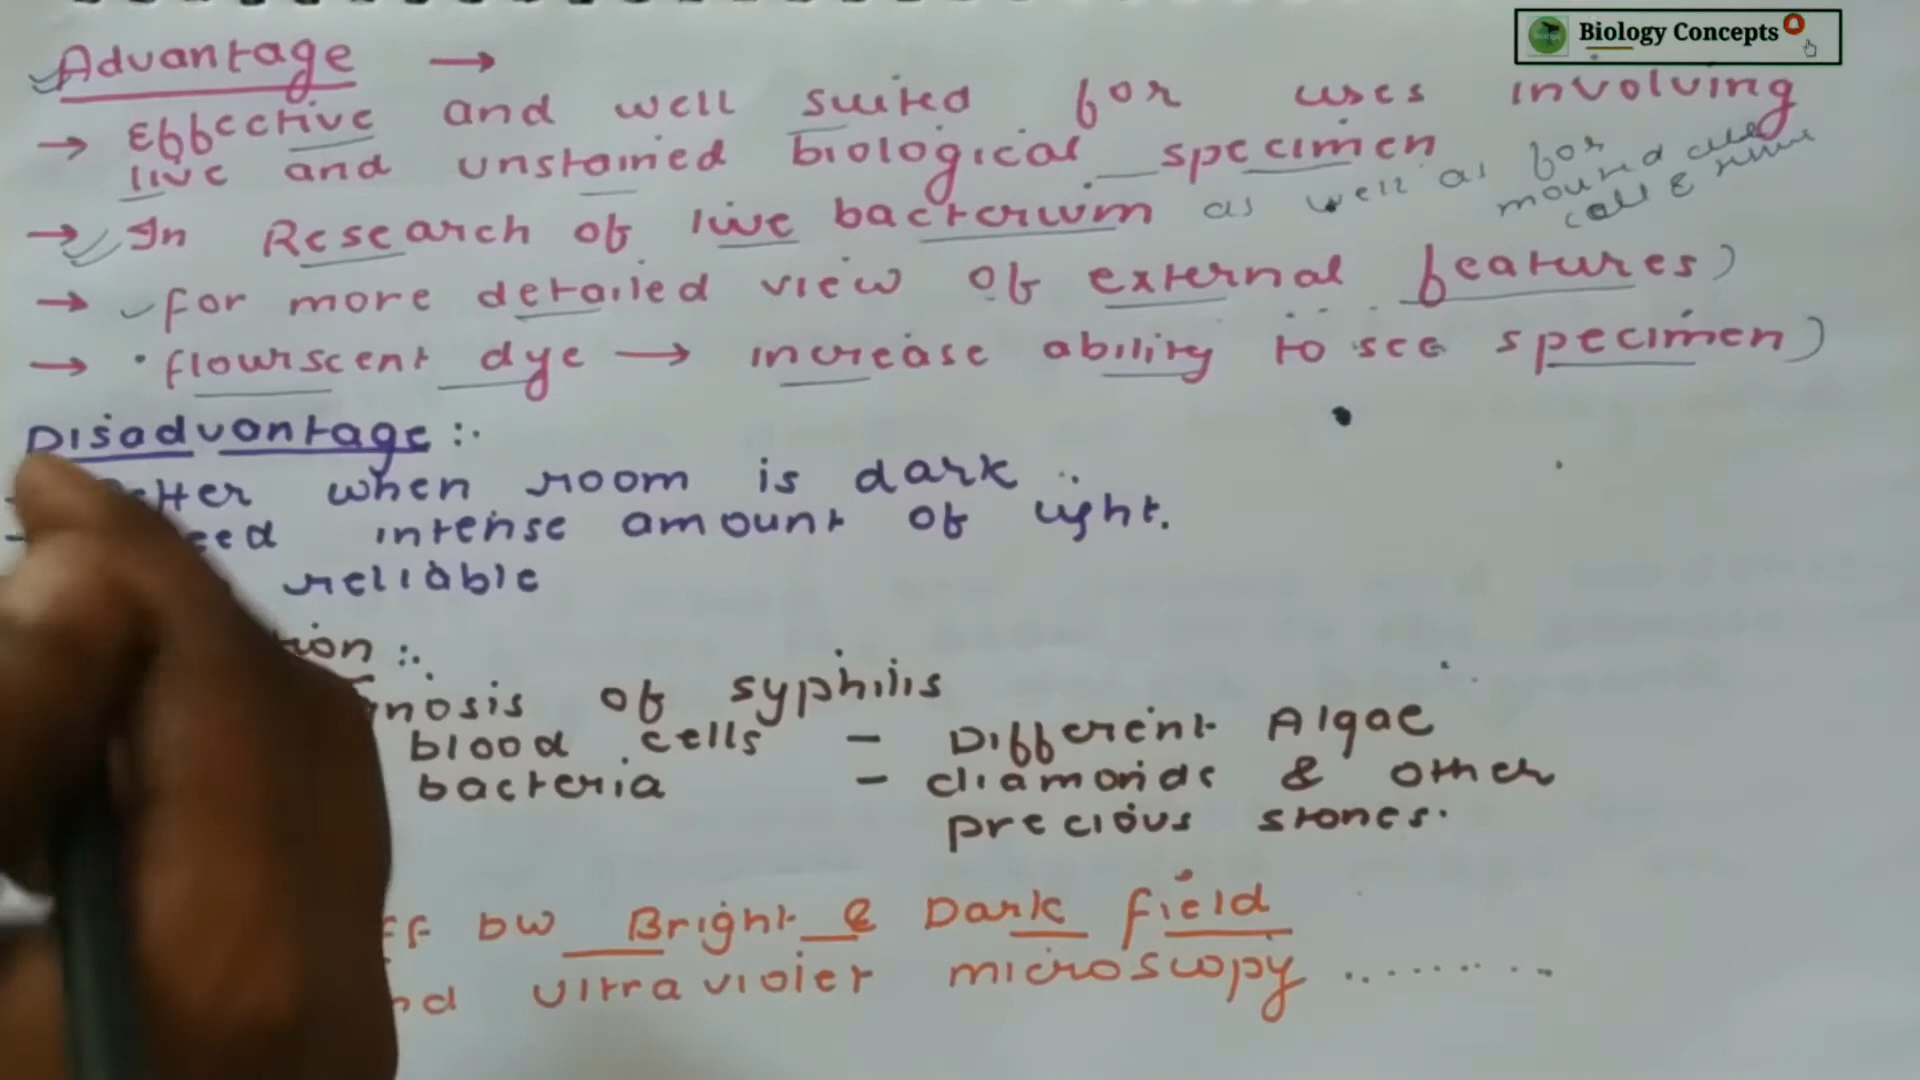 Biology Concepts
Advantage →
→ Effective and well suited for uses involving
live and unstained biological specimen
→ In Research of live bacterium as well as for
mounted
cell &
→ for more detailed view of external features)
→ flourscent dye → increase ability to see specimen)
Disadvantage :-
when room is dark
intense amount of light.
reliable
of syphilis
blood cells - Different Algae
bacteria - diamonds & other
precious stones.
bw Bright & Dark field
ultraviolet microscopy ........